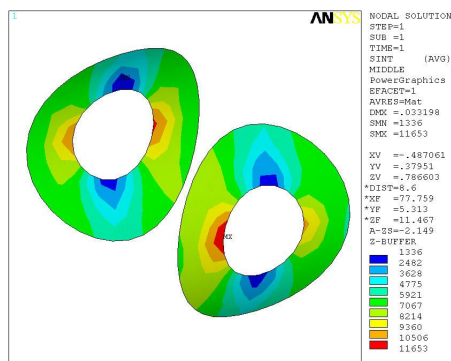 1
ANSYS
NODAL SOLUTION
STEP=1
SUB =1
TIME=1
SINT (AVG)
MIDDLE
PowerGraphics
EFACET=1
AVRES=Mat
DMX =.033198
SMN =1336
SMX =11653
XV =-.487061
YV =.37951
ZV =.786603
*DIST=8.6
*XF =77.759
*YF =5.313
*ZF =11.467
A-ZS=-2.149
Z-BUFFER
1336
2482
3628
4775
5921
7067
8214
9360
10506
11653
MX